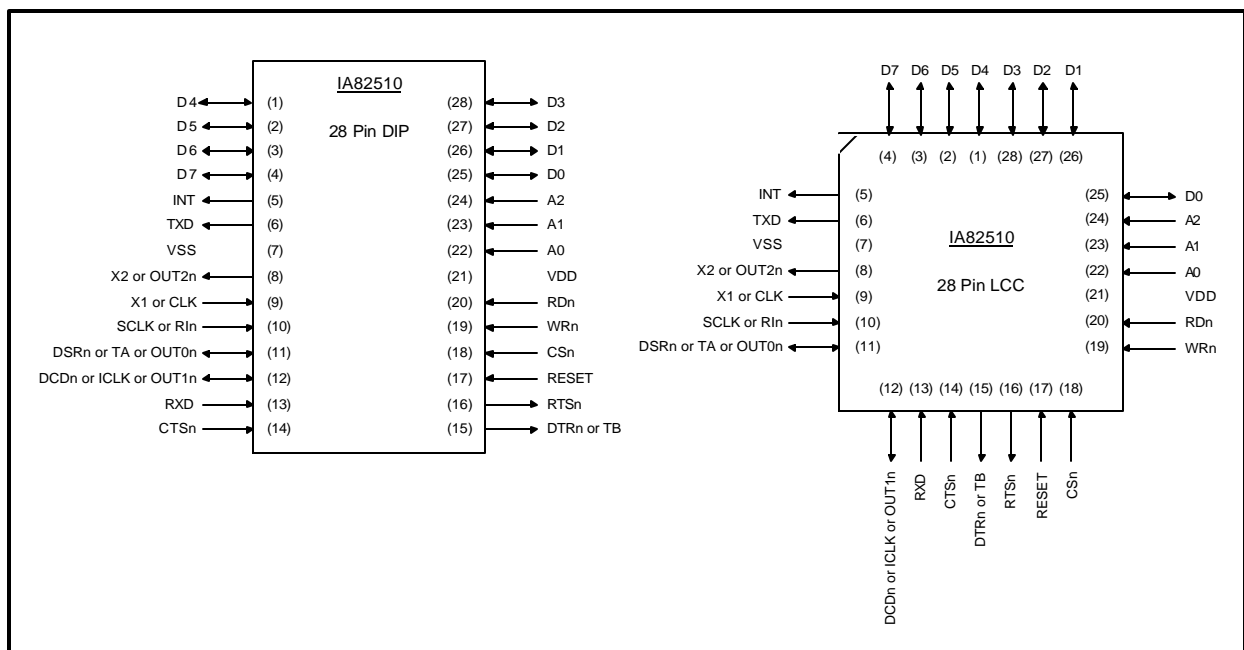 IA82510
28 Pin DIP
D4 (1) (28) D3
D5 (2) (27) D2
D6 (3) (26) D1
D7 (4) (25) D0
INT (5) (24) A2
TXD (6) (23) A1
VSS (7) (22) A0
X2 or OUT2n (8) (21) VDD
X1 or CLK (9) (20) RDn
SCLK or RIn (10) (19) WRn
DSRn or TA or OUT0n (11) (18) CSn
DCDn or ICLK or OUT1n (12) (17) RESET
RXD (13) (16) RTSn
CTSn (14) (15) DTRn or TB
D7 D6 D5 D4 D3 D2 D1
(4) (3) (2) (1) (28) (27) (26)
INT (5) (25) D0
TXD (6) (24) A2
VSS (7) IA82510 (23) A1
X2 or OUT2n (8) (22) A0
X1 or CLK (9) 28 Pin LCC (21) VDD
SCLK or RIn (10) (20) RDn
DSRn or TA or OUT0n (11) (19) WRn
(12) (13) (14) (15) (16) (17) (18)
DCDn or ICLK or OUT1n
RXD
CTSn
DTRn or TB
RTSn
RESET
CSn